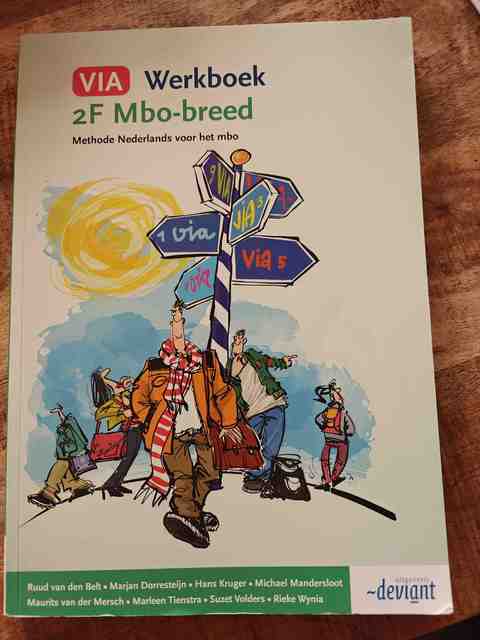 VIA Werkboek
2F Mbo-breed
Methode Nederlands voor het mbo
VIA
VIA 3
1 via
VIA 5
via
Ruud van den Belt • Marjan Dorresteijn • Hans Kruger • Michael Mandersloot
Maurits van der Mersch • Marleen Tienstra • Suzet Volders • Rieke Wynia
uitgeverij
~deviant